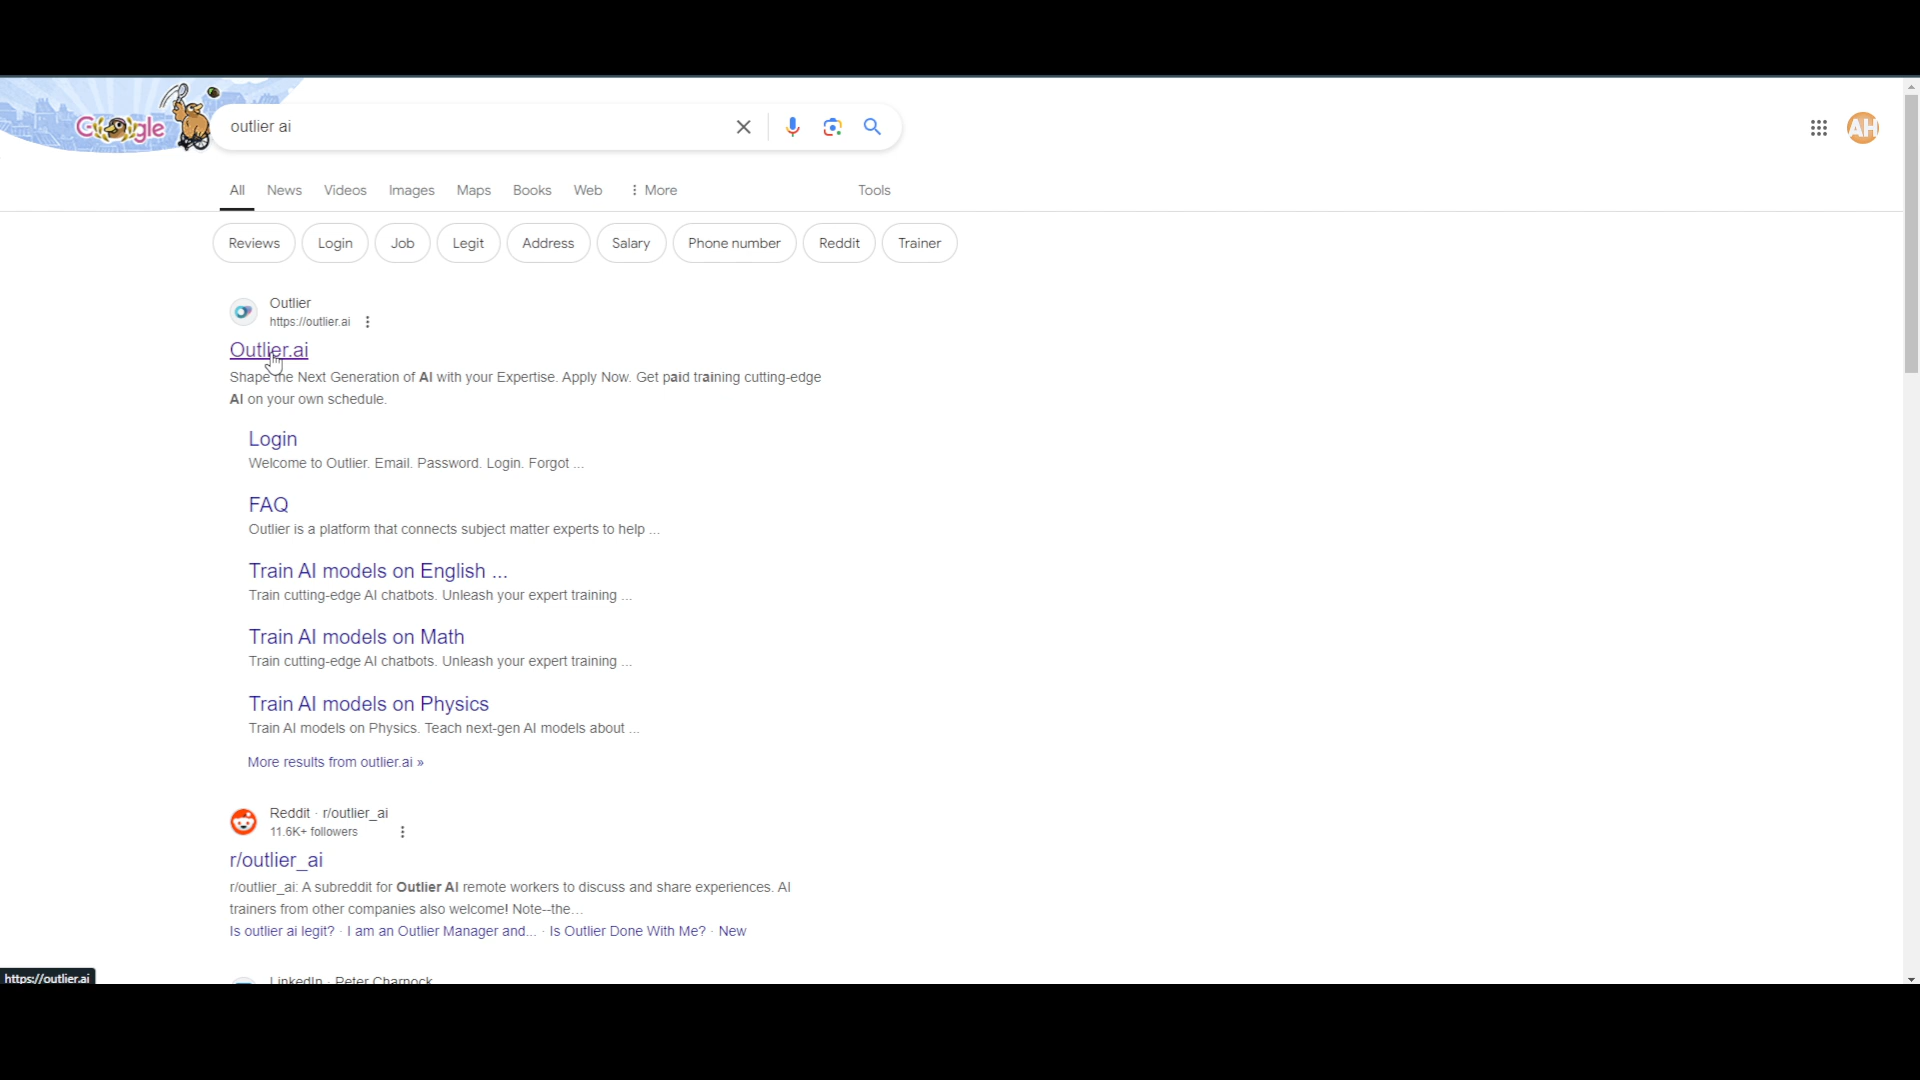 Google
outlier ai
AH
All News Videos Images Maps Books Web More Tools
Reviews Login Job Legit Address Salary Phone number Reddit Trainer
Outlier
https://outlier.ai
Outlier.ai
Shape the Next Generation of AI with your Expertise. Apply Now. Get paid training cutting-edge
AI on your own schedule.
Login
Welcome to Outlier. Email. Password. Login. Forgot ...
FAQ
Outlier is a platform that connects subject matter experts to help ...
Train AI models on English ...
Train cutting-edge AI chatbots. Unleash your expert training ...
Train AI models on Math
Train cutting-edge AI chatbots. Unleash your expert training ...
Train AI models on Physics
Train AI models on Physics. Teach next-gen AI models about ...
More results from outlier.ai »
Reddit · r/outlier_ai
11.6K+ followers
r/outlier_ai
r/outlier_ai: A subreddit for Outlier AI remote workers to discuss and share experiences. AI
trainers from other companies also welcome! Note--the...
Is outlier ai legit? · I am an Outlier Manager and... · Is Outlier Done With Me? · New
LinkedIn · Peter Charnock
https://outlier.ai